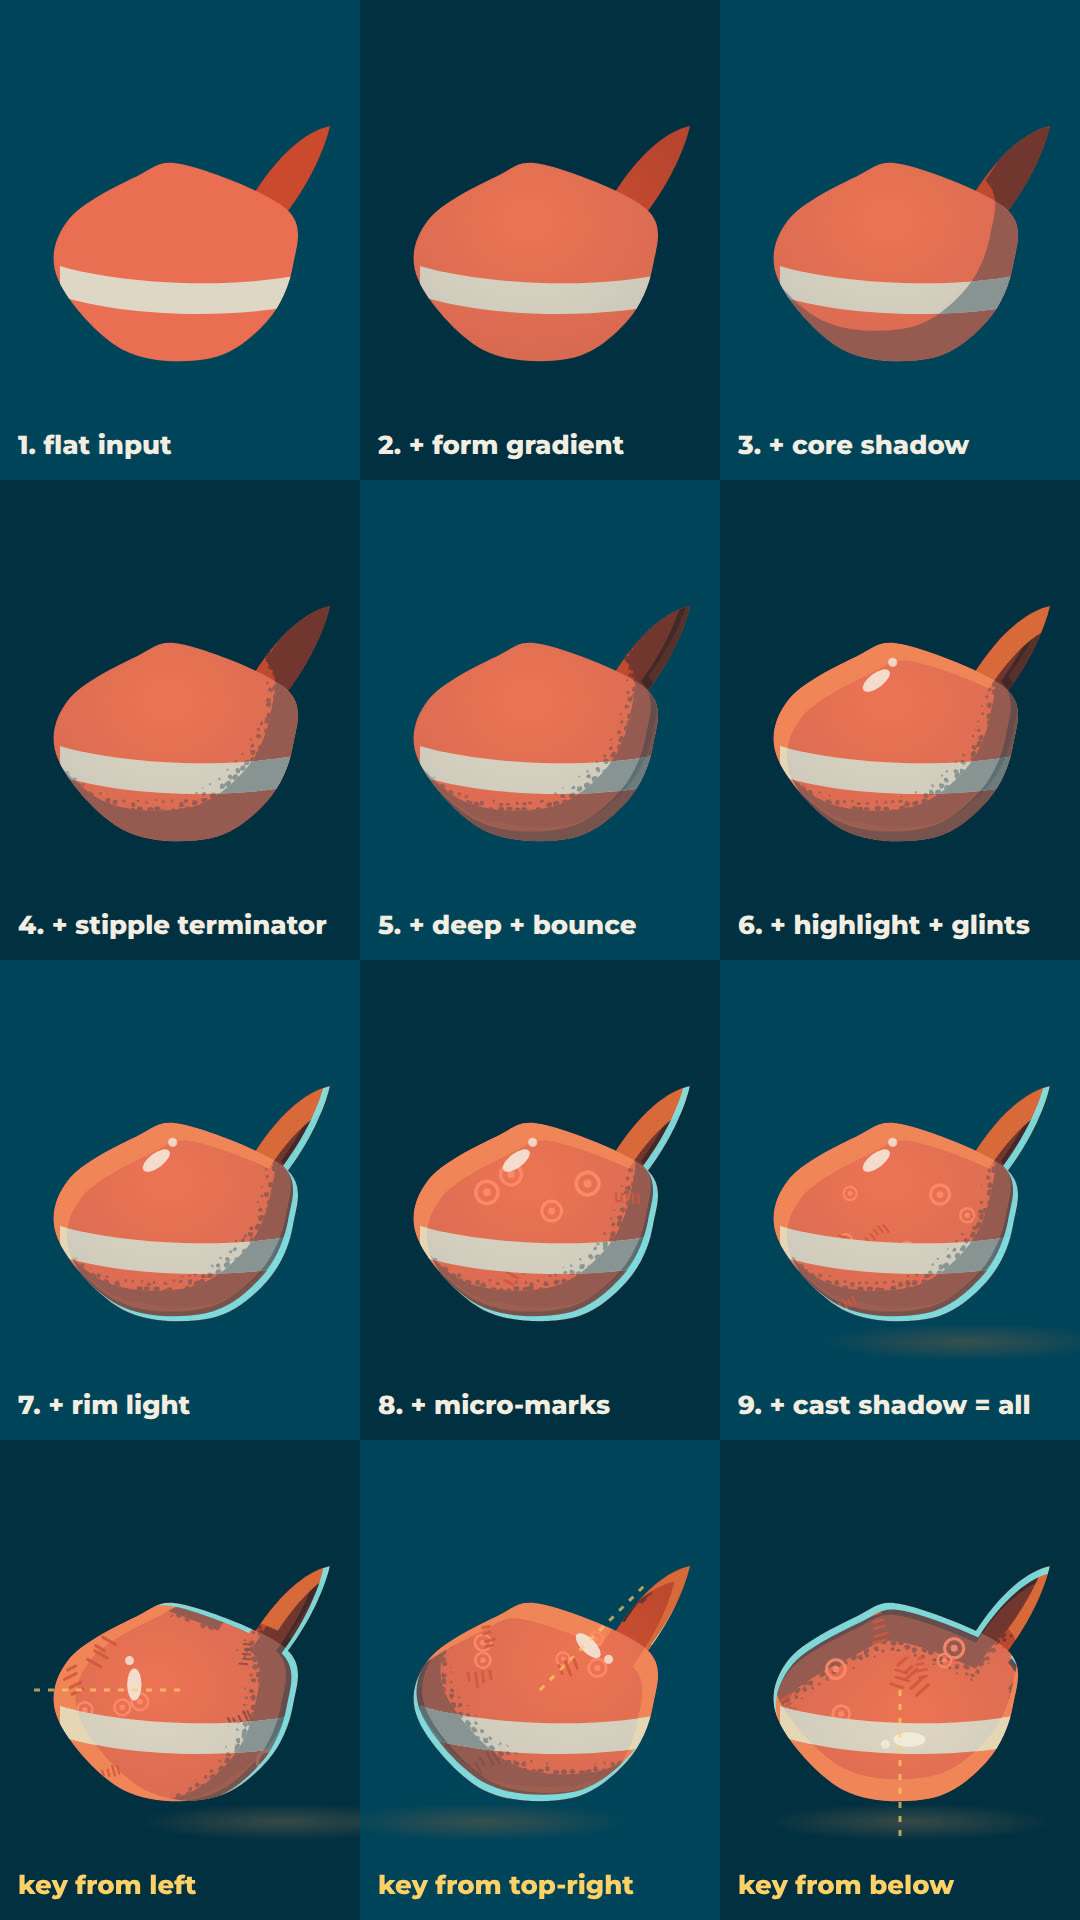 1. flat input
2. + form gradient
3. + core shadow
4. + stipple terminator
5. + deep + bounce
6. + highlight + glints
7. + rim light
8. + micro-marks
9. + cast shadow = all
key from left
key from top-right
key from below